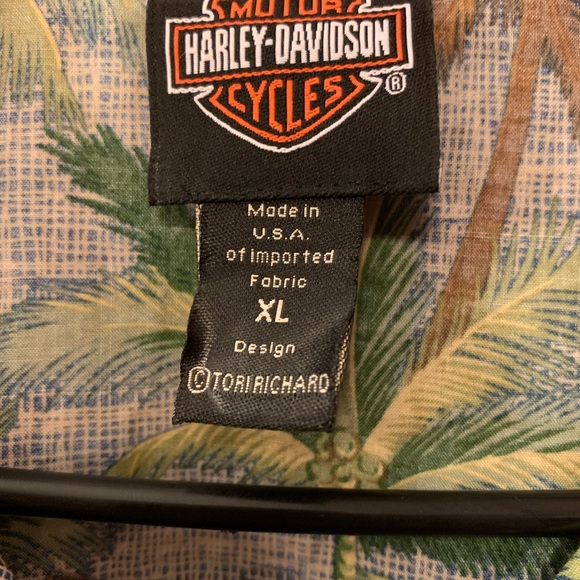 MOTOR
HARLEY-DAVIDSON
CYCLES
®
Made in
U.S.A.
of imported
Fabric
XL
Design
©TORI RICHARD